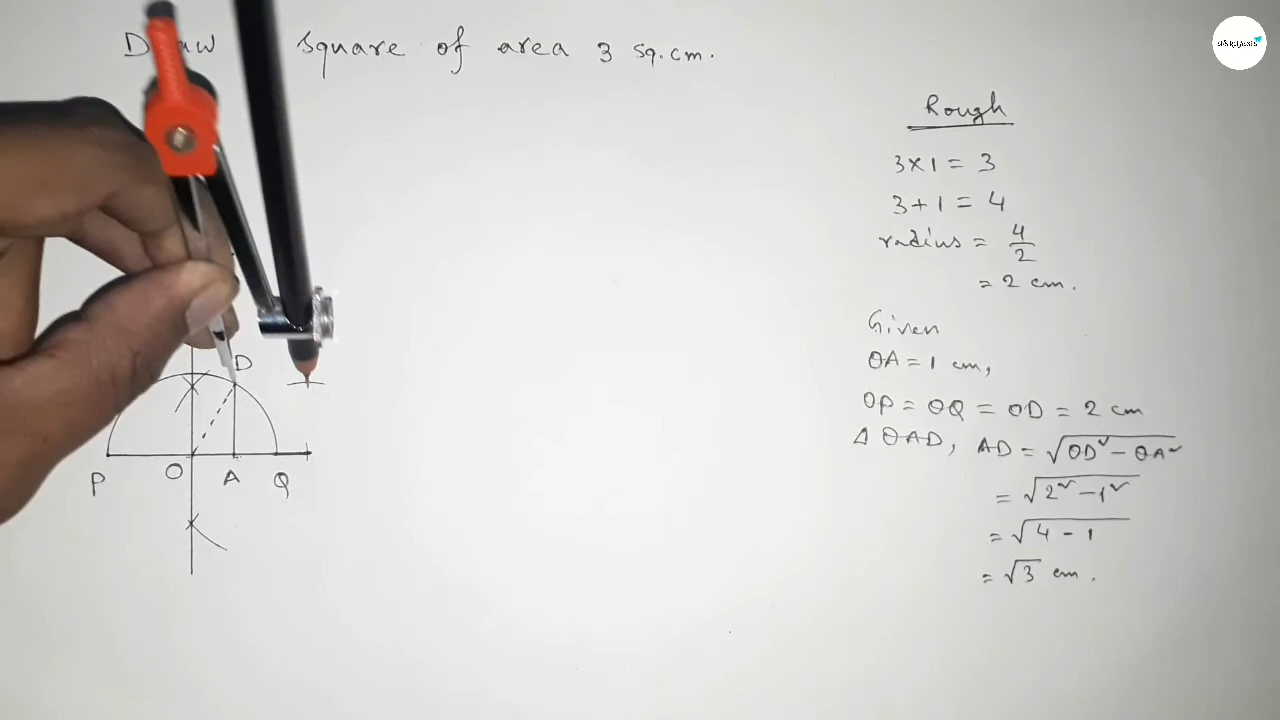 Draw square of area 3 sq.cm.
Rough
3×1 = 3
3+1 = 4
radius = 4/2
= 2 cm.
Given
OA = 1 cm,
OP = OQ = OD = 2 cm
Δ OAD, AD = √OD² - OA²
= √2² - 1²
= √4 - 1
= √3 cm.
D
P O A Q